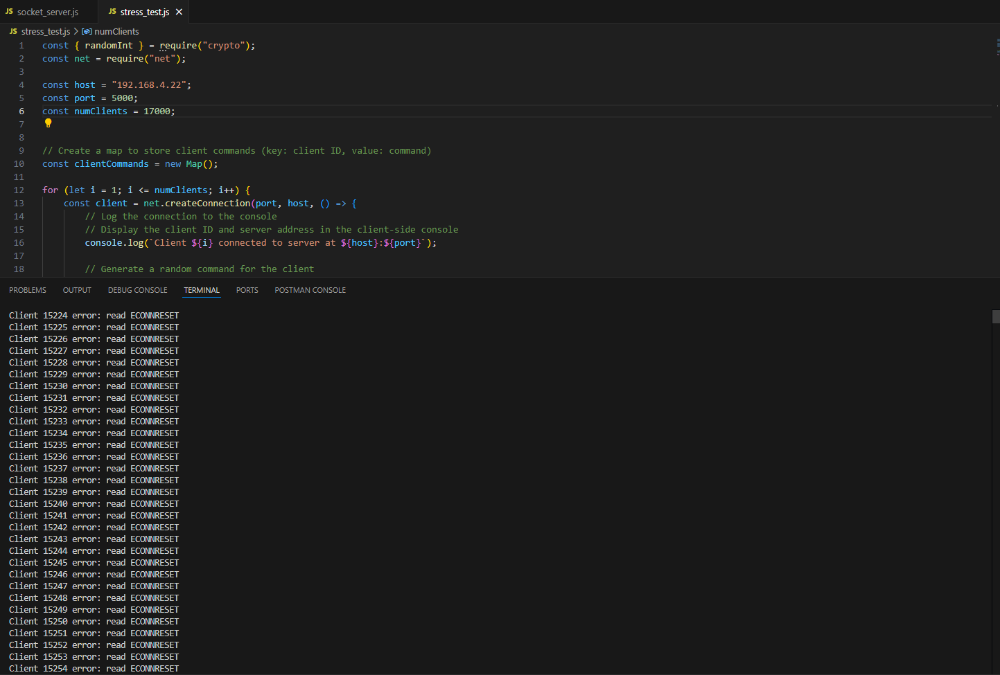 JS socket_server.js JS stress_test.js
JS stress_test.js > numClients
1 const { randomInt } = require("crypto");
2 const net = require("net");
3
4 const host = "192.168.4.22";
5 const port = 5000;
6 const numClients = 17000;
7
8
9 // Create a map to store client commands (key: client ID, value: command)
10 const clientCommands = new Map();
11
12 for (let i = 1; i <= numClients; i++) {
13 const client = net.createConnection(port, host, () => {
14 // Log the connection to the console
15 // Display the client ID and server address in the client-side console
16 console.log(`Client ${i} connected to server at ${host}:${port}`);
17
18 // Generate a random command for the client
PROBLEMS OUTPUT DEBUG CONSOLE TERMINAL PORTS POSTMAN CONSOLE
Client 15224 error: read ECONNRESET
Client 15225 error: read ECONNRESET
Client 15226 error: read ECONNRESET
Client 15227 error: read ECONNRESET
Client 15228 error: read ECONNRESET
Client 15229 error: read ECONNRESET
Client 15230 error: read ECONNRESET
Client 15231 error: read ECONNRESET
Client 15232 error: read ECONNRESET
Client 15233 error: read ECONNRESET
Client 15234 error: read ECONNRESET
Client 15235 error: read ECONNRESET
Client 15236 error: read ECONNRESET
Client 15237 error: read ECONNRESET
Client 15238 error: read ECONNRESET
Client 15239 error: read ECONNRESET
Client 15240 error: read ECONNRESET
Client 15241 error: read ECONNRESET
Client 15242 error: read ECONNRESET
Client 15243 error: read ECONNRESET
Client 15244 error: read ECONNRESET
Client 15245 error: read ECONNRESET
Client 15246 error: read ECONNRESET
Client 15247 error: read ECONNRESET
Client 15248 error: read ECONNRESET
Client 15249 error: read ECONNRESET
Client 15250 error: read ECONNRESET
Client 15251 error: read ECONNRESET
Client 15252 error: read ECONNRESET
Client 15253 error: read ECONNRESET
Client 15254 error: read ECONNRESET